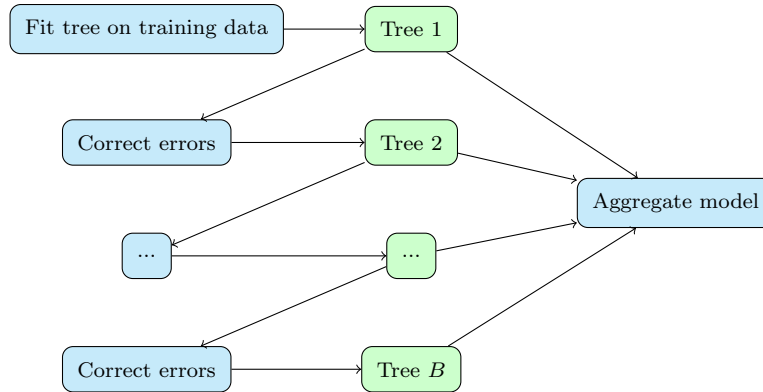 Fit tree on training data
Tree 1
Correct errors
Tree 2
Aggregate model
...
...
Correct errors
Tree B